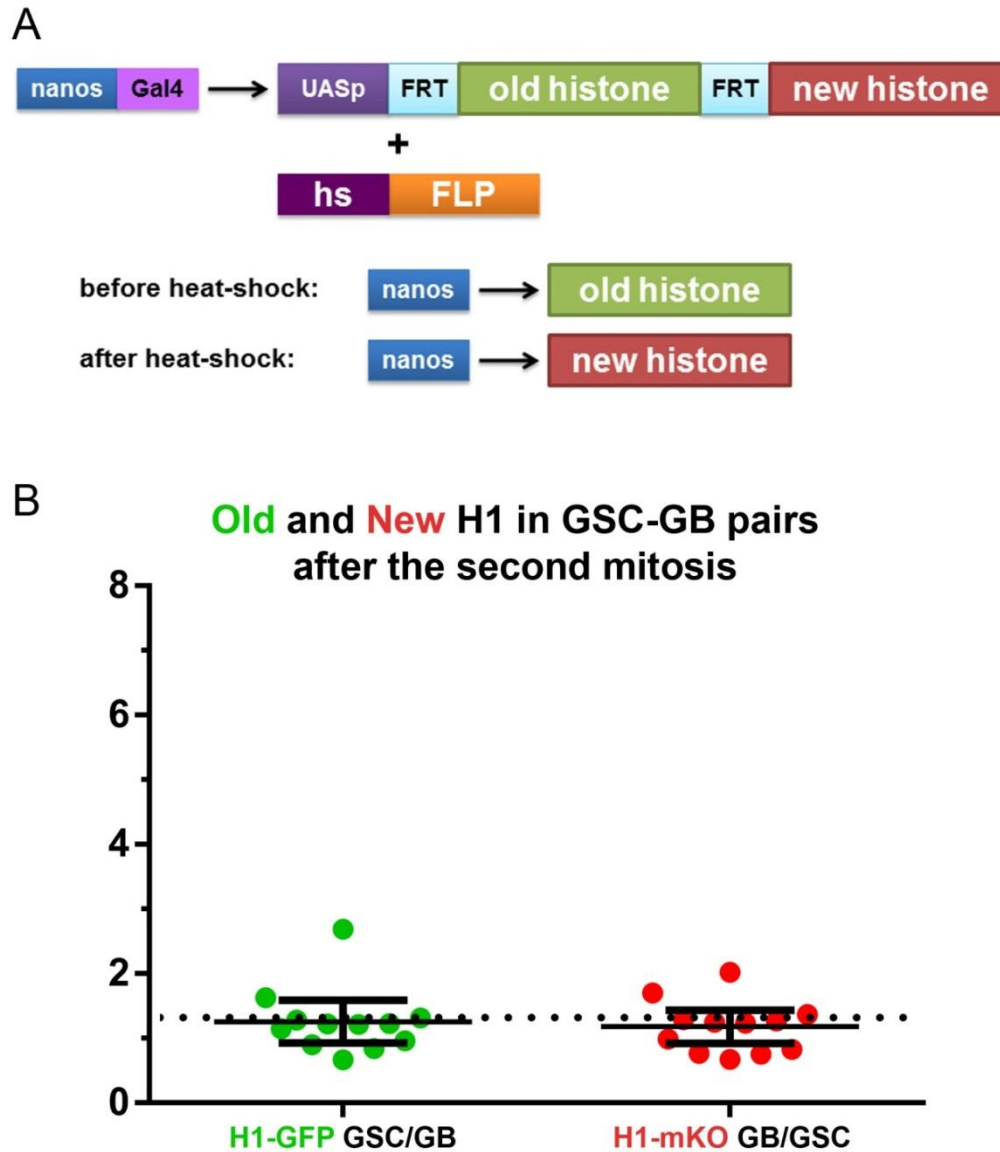 A
nanos Gal4 UASp FRT old histone FRT new histone
+
hs FLP
before heat-shock: nanos old histone
after heat-shock: nanos new histone
B
Old and New H1 in GSC-GB pairs
after the second mitosis
8
6
4
2
0
H1-GFP GSC/GB H1-mKO GB/GSC